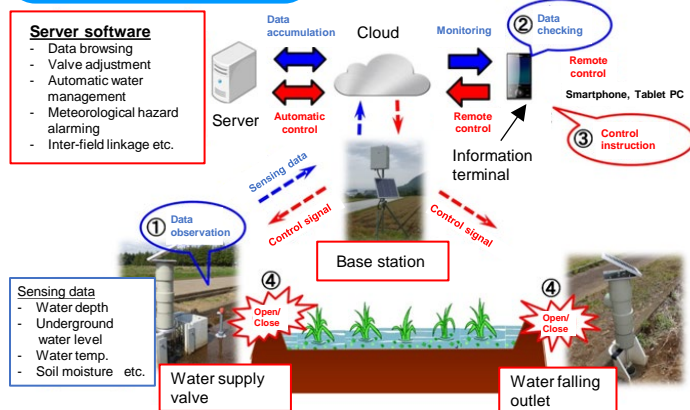 Server software
- Data browsing
- Valve adjustment
- Automatic water
management
- Meteorological hazard
alarming
- Inter-field linkage etc.
Data
accumulation
Cloud
Monitoring
② Data
checking
Remote
control
Server
Automatic
control
Remote
control
Smartphone, Tablet PC
③ Control
instruction
Information
terminal
Sensing data
Control signal
Control signal
① Data
observation
Base station
Sensing data
- Water depth
- Underground
water level
- Water temp.
- Soil moisture etc.
④
Open/
Close
④
Open/
Close
Water supply
valve
Water falling
outlet